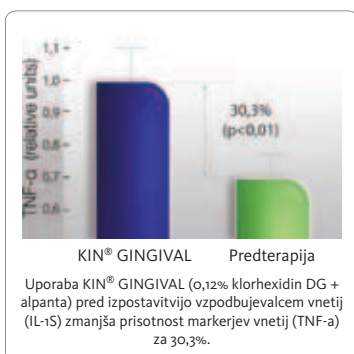 1,1
1,0
0,9
0,8
0,7
0,6
TNF-α (relative units)
30,3%
(p<0,01)
KIN® GINGIVAL Predterapija
Uporaba KIN® GINGIVAL (0,12% klorhexidin DG +
alpanta) pred izpostavitvijo vzpodbujevalcem vnetij
(IL-1S) zmanjša prisotnost markerjev vnetij (TNF-a)
za 30,3%.